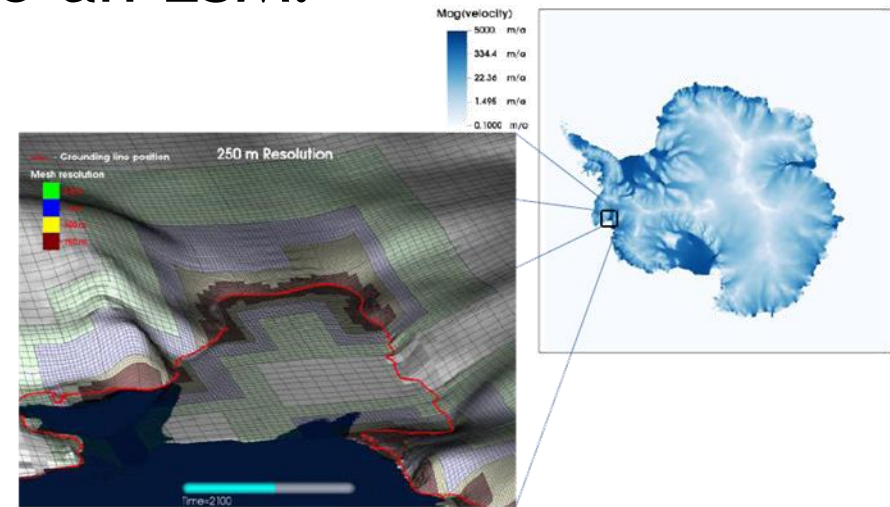 Mag(velocity)
5000. m/a
334.4 m/a
22.36 m/a
1.495 m/a
0.1000 m/a
- Grounding line position
250 m Resolution
Mesh resolution
Time=2100